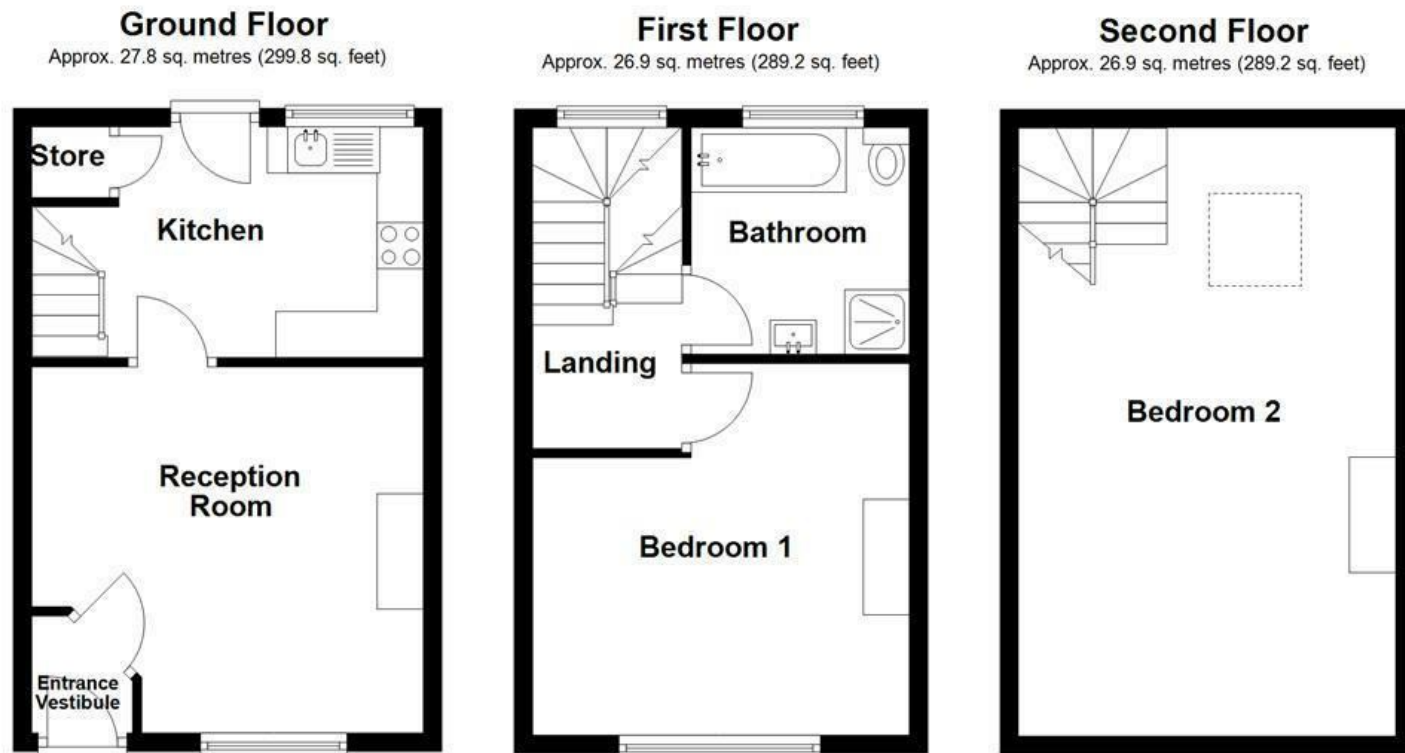 Ground Floor
Approx. 27.8 sq. metres (299.8 sq. feet)
Store
Kitchen
Reception
Room
Entrance
Vestibule
First Floor
Approx. 26.9 sq. metres (289.2 sq. feet)
Bathroom
Landing
Bedroom 1
Second Floor
Approx. 26.9 sq. metres (289.2 sq. feet)
Bedroom 2